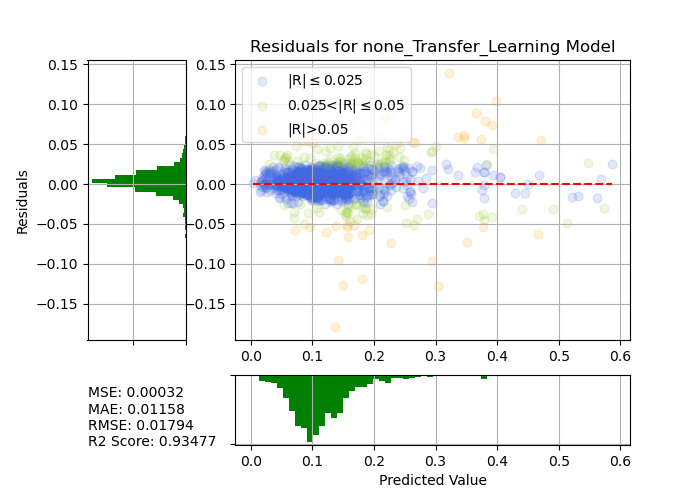 Residuals for none_Transfer_Learning Model
0.15
0.10
0.05
0.00
−0.05
−0.10
−0.15
Residuals
0.15
0.10
0.05
0.00
−0.05
−0.10
−0.15
|R| ≤ 0.025
0.025<|R| ≤ 0.05
|R|>0.05
0.0 0.1 0.2 0.3 0.4 0.5 0.6
MSE: 0.00032
MAE: 0.01158
RMSE: 0.01794
R2 Score: 0.93477
0.0 0.1 0.2 0.3 0.4 0.5 0.6
Predicted Value